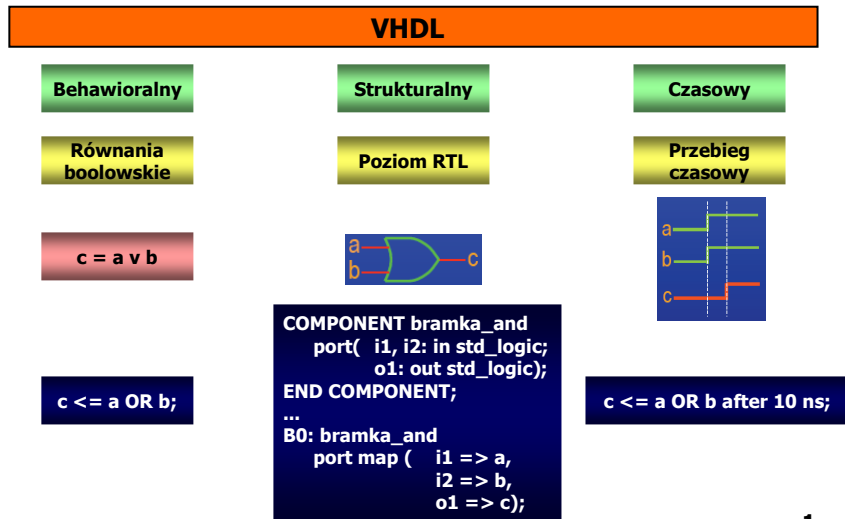 VHDL
Behawioralny
Strukturalny
Czasowy
Równania
boolowskie
Poziom RTL
Przebieg
czasowy
c = a v b
a
b
c
a
b
c
c <= a OR b;
COMPONENT bramka_and
port( i1, i2: in std_logic;
o1: out std_logic);
END COMPONENT;
...
B0: bramka_and
port map ( i1 => a,
i2 => b,
o1 => c);
c <= a OR b after 10 ns;